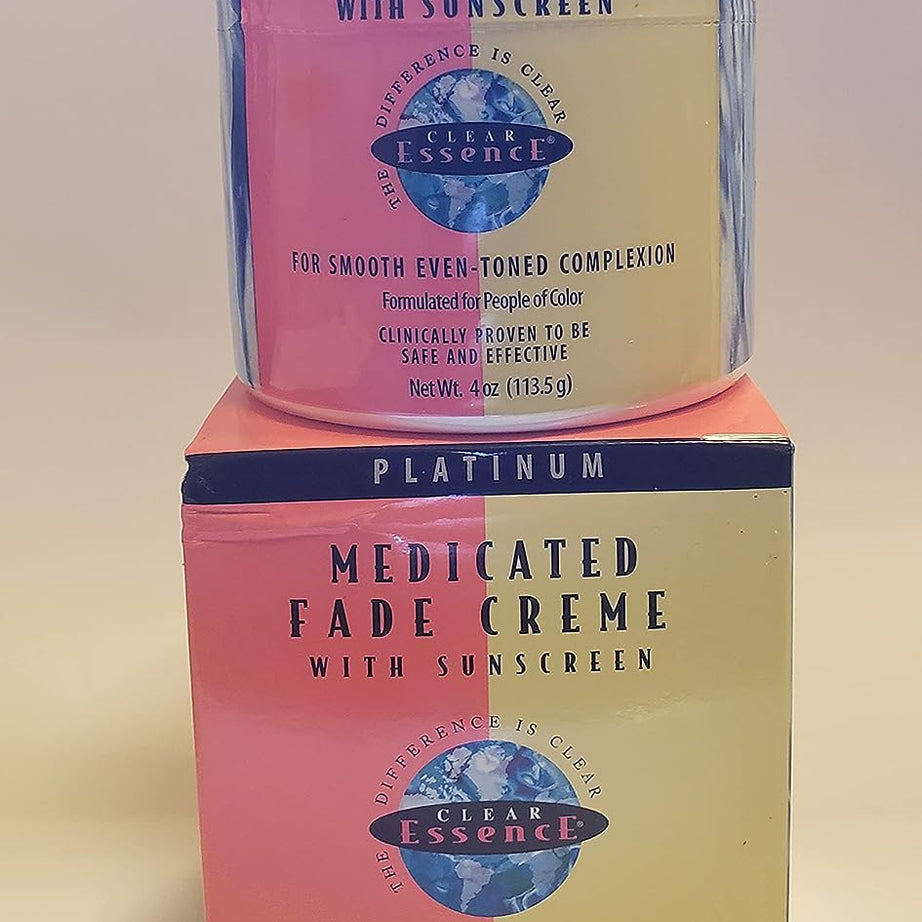 WITH SUNSCREEN
THE DIFFERENCE IS CLEAR
CLEAR
EssencE®
FOR SMOOTH EVEN-TONED COMPLEXION
Formulated for People of Color
CLINICALLY PROVEN TO BE
SAFE AND EFFECTIVE
Net Wt. 4 oz (113.5 g)
PLATINUM
MEDICATED
FADE CREME
WITH SUNSCREEN
THE DIFFERENCE IS CLEAR
CLEAR
EssencE®